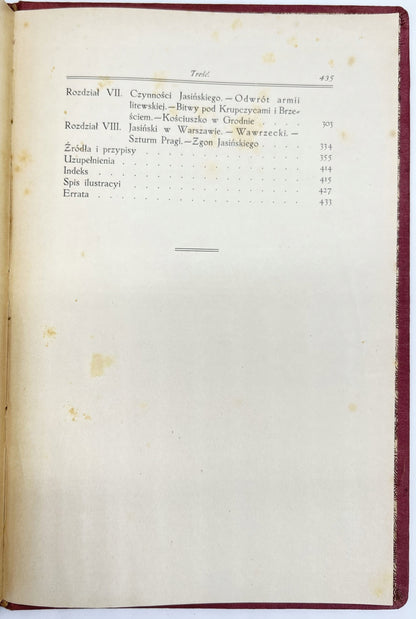 Treść. 435
Rozdział VII. Czynności Jasińskiego.—Odwrót armii
litewskiej.—Bitwy pod Krupczycami i Brze-
ściem.—Kościuszko w Grodnie . . . . 303
Rozdział VIII. Jasiński w Warszawie. — Wawrzecki. —
Szturm Pragi.—Zgon Jasińskiego . . . . 334
Źródła i przypisy . . . . . . . . . . 355
Uzupełnienia . . . . . . . . . . . 414
Indeks . . . . . . . . . . . . . 415
Spis ilustracyi . . . . . . . . . . 427
Errata . . . . . . . . . . . . . 433